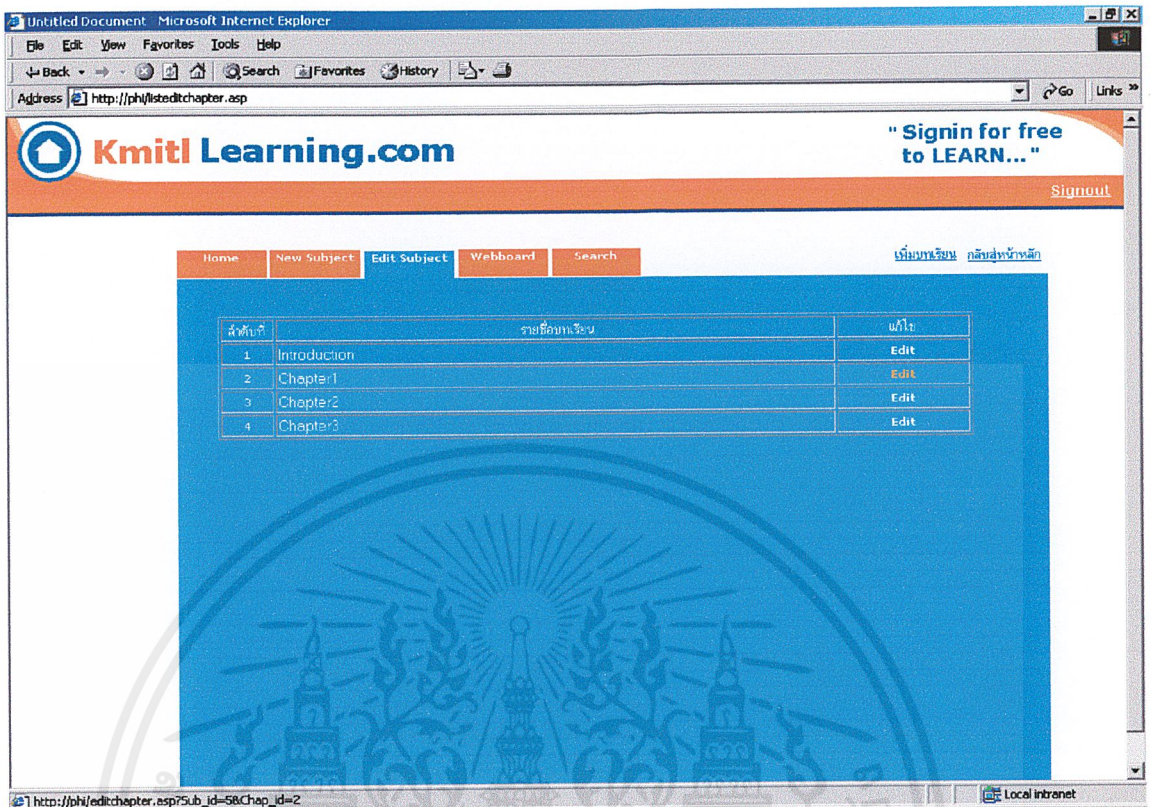 Untitled Document Microsoft Internet Explorer
File Edit View Favorites Tools Help
Back Search Favorites History
Address http://phi/listeditchapter.asp Go Links »
Kmitl Learning.com
" Signin for free
to LEARN... "
Signout
Home New Subject Edit Subject Webboard Search เพิ่มบทเรียน กลับสู่หน้าหลัก
ลำดับที่ รายชื่อบทเรียน แก้ไข
1 Introduction Edit
2 Chapter1 Edit
3 Chapter2 Edit
4 Chapter3 Edit
http://phi/editchapter.asp?Sub_id=5&Chap_id=2 Local intranet